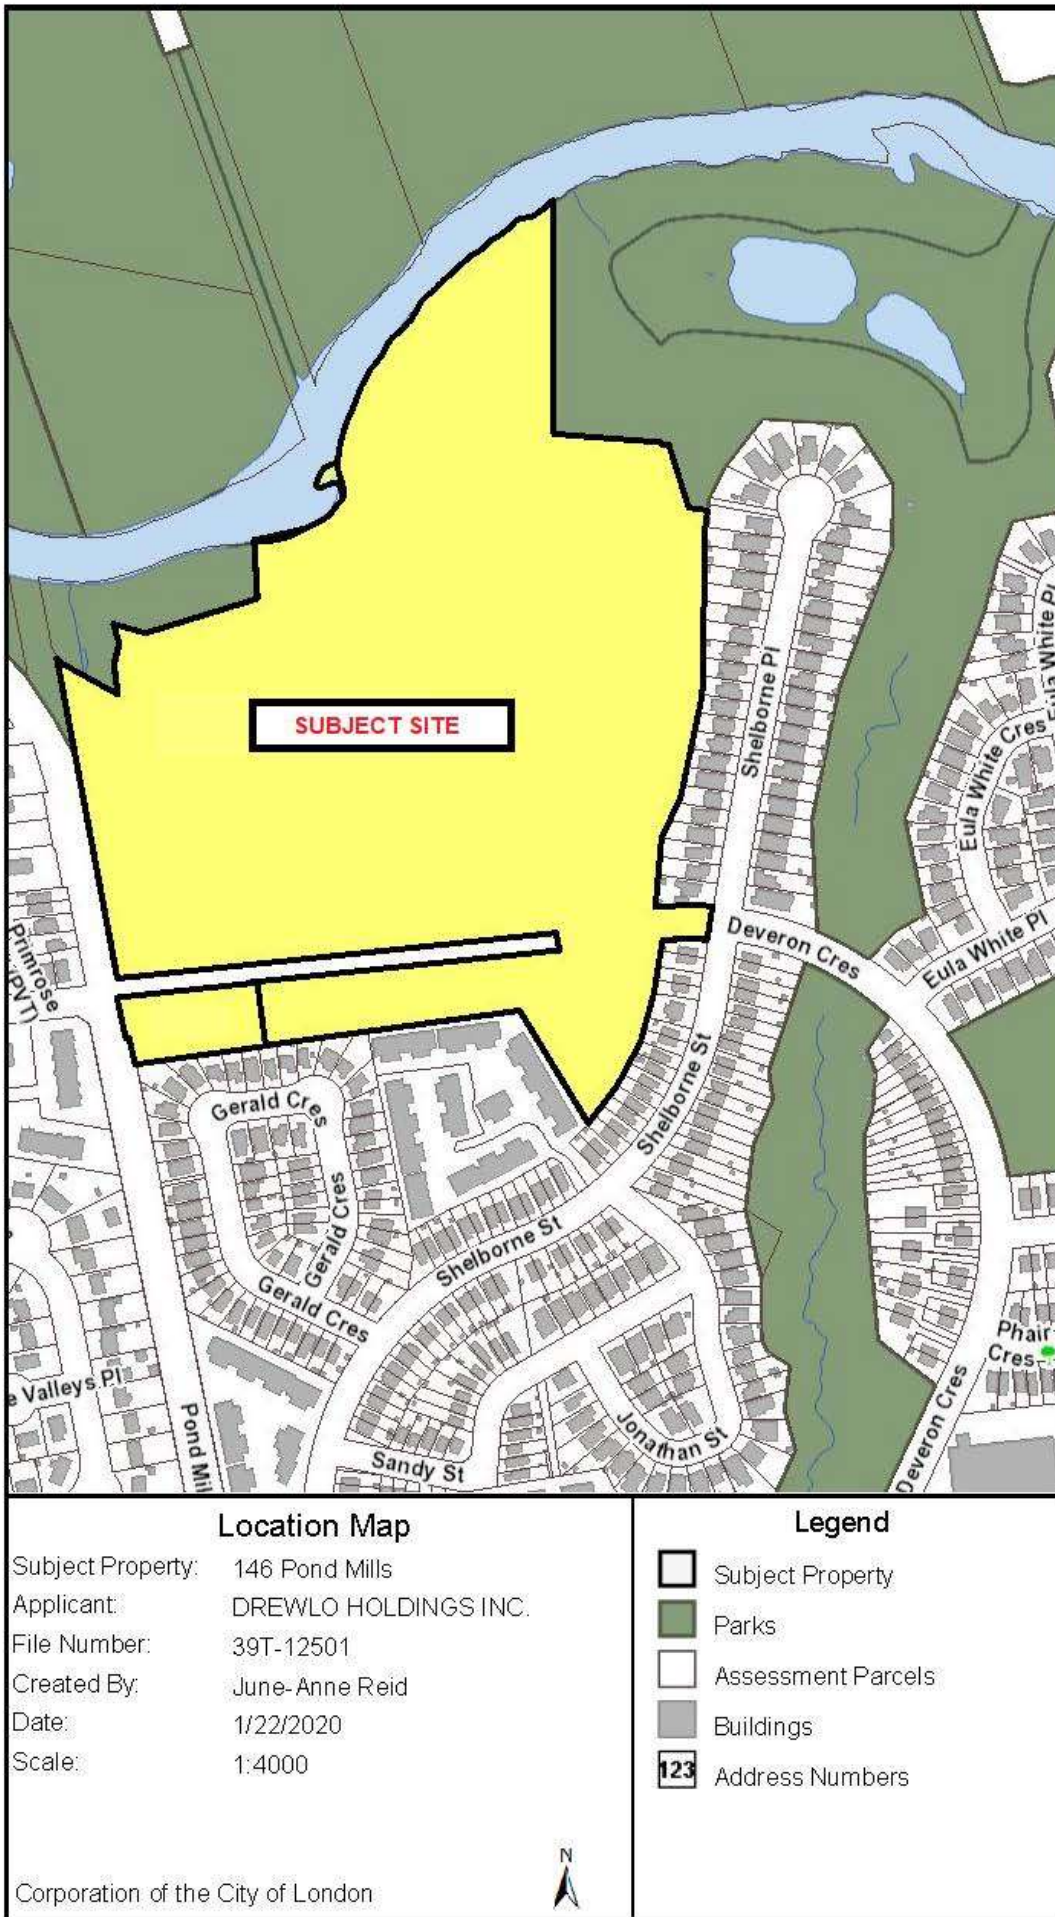 SUBJECT SITE
Shelborne Pl
Eula White Pl
Eula White Cres
Eula White Pl
Deveron Cres
Primrose
(PVT)
Shelborne St
Gerald Cres
Gerald Cres
Gerald Cres
Shelborne St
Phair
Cres
e Valleys Pl
Pond Mil
Sandy St
Jonathan St
Deveron Cres
Location Map
Subject Property: 146 Pond Mills
Applicant: DREWLO HOLDINGS INC.
File Number: 39T-12501
Created By: June-Anne Reid
Date: 1/22/2020
Scale: 1:4000
N
Corporation of the City of London
Legend
Subject Property
Parks
Assessment Parcels
Buildings
123 Address Numbers